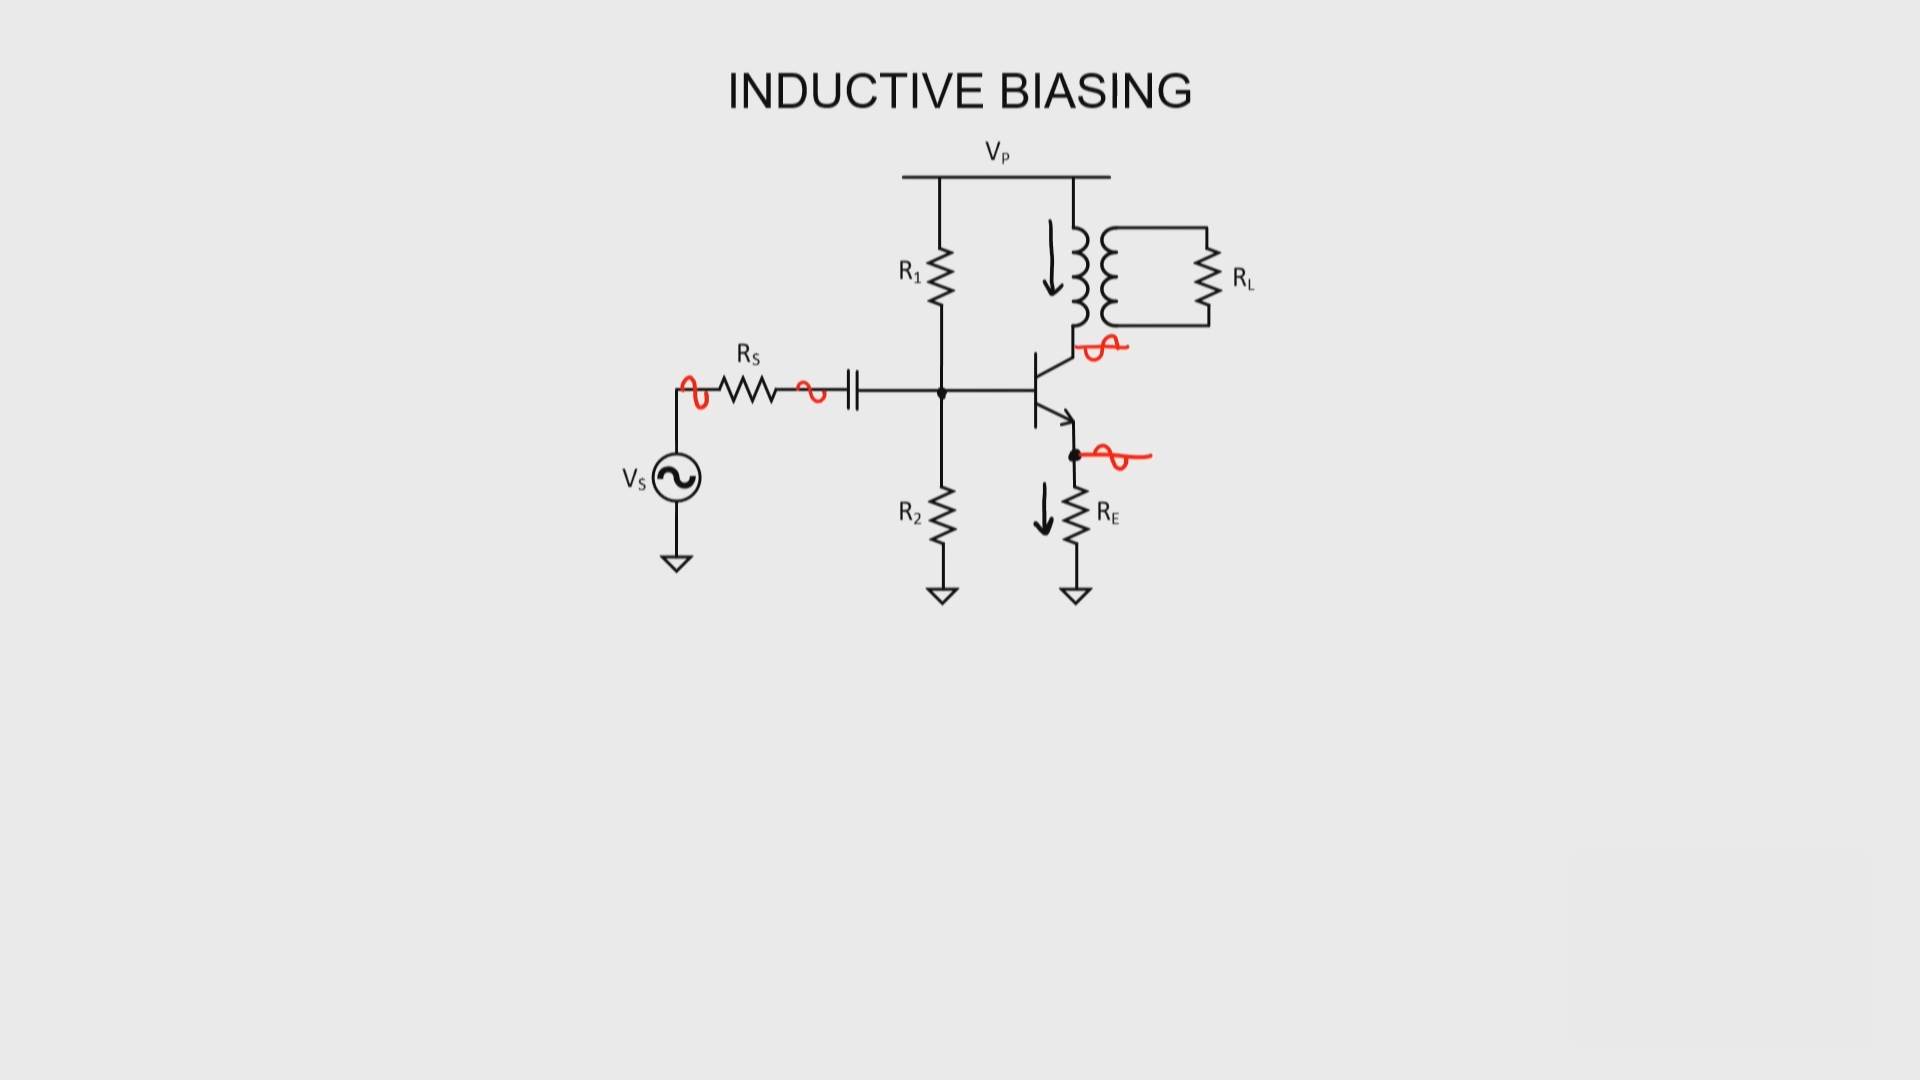 INDUCTIVE BIASING
VP
R1
RL
RS
VS
R2
RE